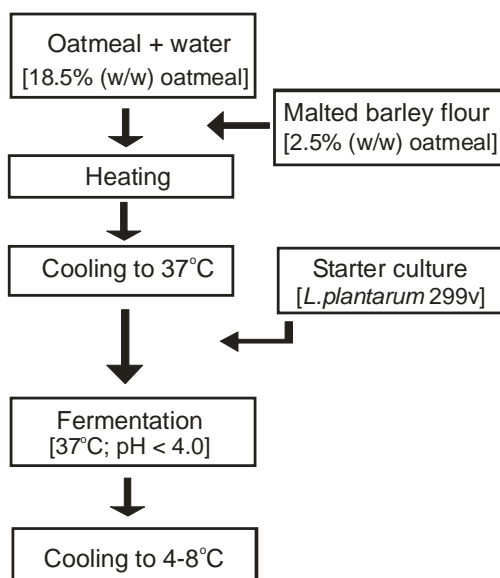 Oatmeal + water
[18.5% (w/w) oatmeal]
Malted barley flour
[2.5% (w/w) oatmeal]
Heating
Cooling to 37°C
Starter culture
[L.plantarum 299v]
Fermentation
[37°C; pH < 4.0]
Cooling to 4-8°C